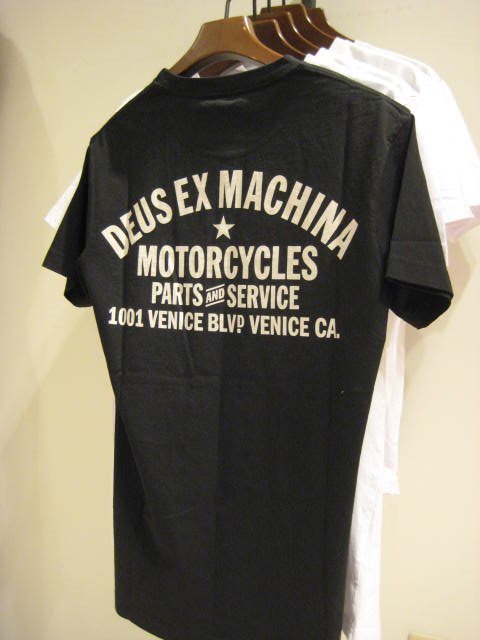 DEUS EX MACHINA
MOTORCYCLES
PARTS AND SERVICE
1001 VENICE BLVD VENICE CA.